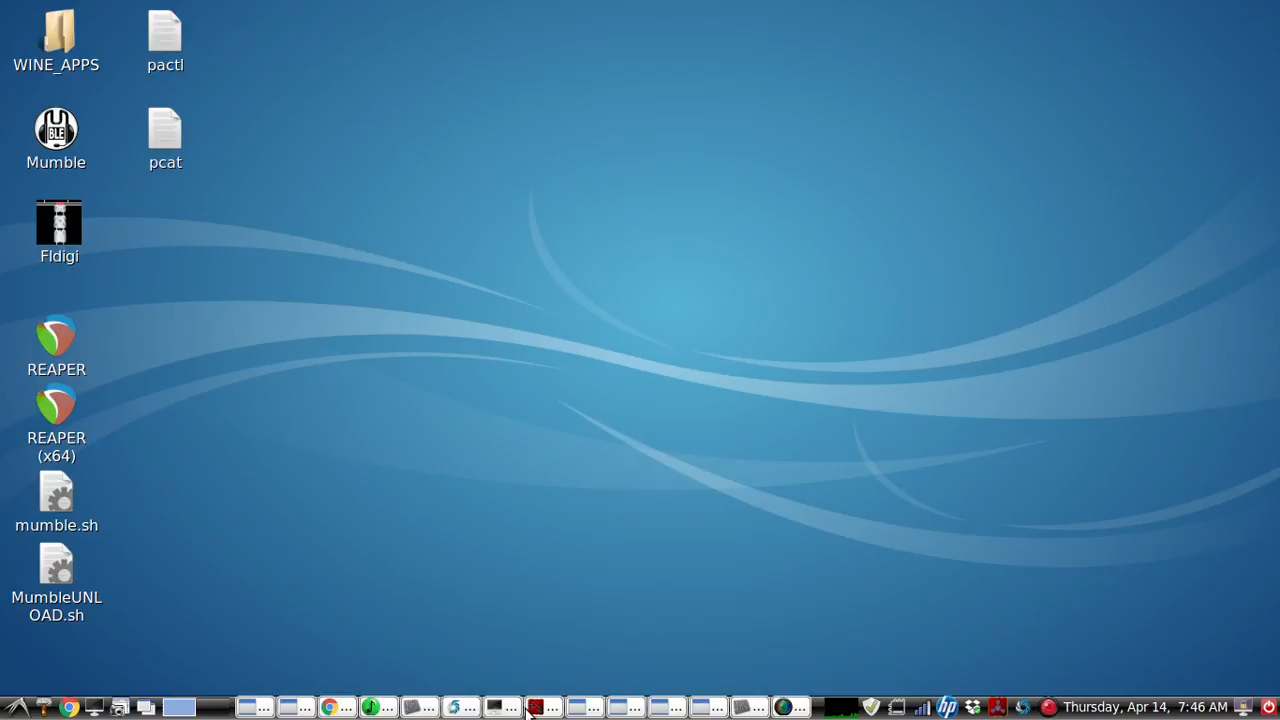 WINE_APPS
pactl
Mumble
pcat
Fldigi
REAPER
REAPER
(x64)
mumble.sh
MumbleUNL
OAD.sh
... ... ... ... ... ... ... ... ... ... ... ... ... ...
Thursday, Apr 14, 7:46 AM